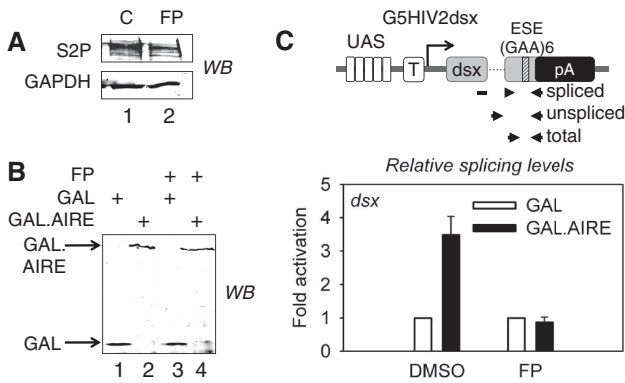 A
C FP
S2P
GAPDH
WB
1 2
B
FP + +
GAL + +
GAL.AIRE + +
GAL.
AIRE
WB
GAL
1 2 3 4
C
G5HIV2dsx
UAS
ESE
(GAA)6
T
dsx
pA
spliced
unspliced
total
Relative splicing levels
dsx
GAL
GAL.AIRE
Fold activation
5
4
3
2
1
0
DMSO FP